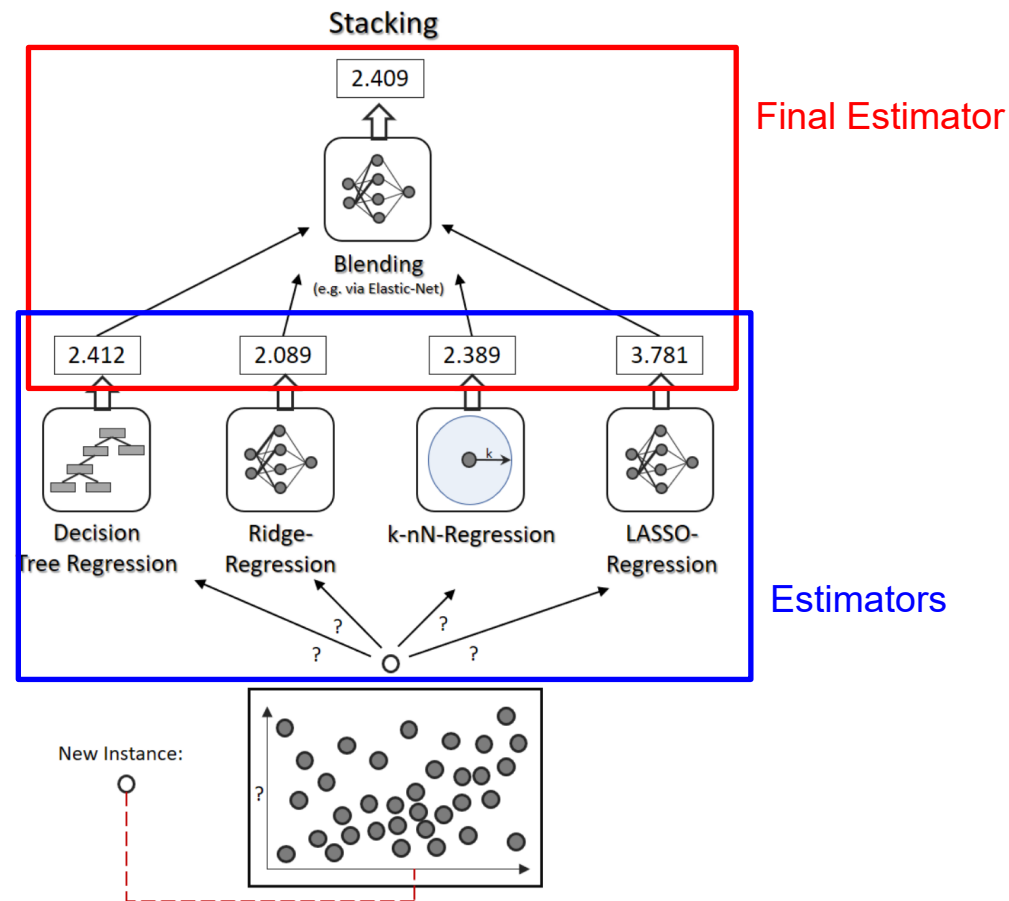 Stacking
2.409
Final Estimator
Blending
(e.g. via Elastic-Net)
2.412
2.089
2.389
3.781
k
Decision
Tree Regression
Ridge-
Regression
k-nN-Regression
LASSO-
Regression
Estimators
?
?
?
?
New Instance:
?